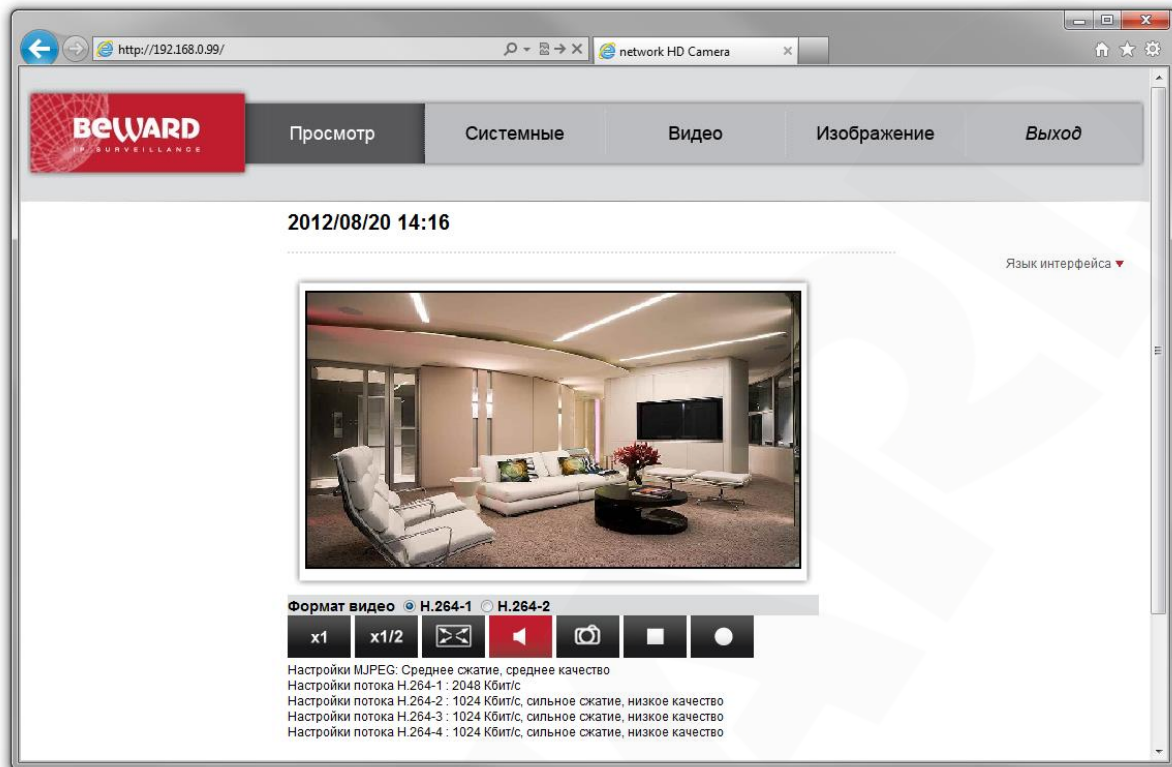 http://192.168.0.99/
network HD Camera
BEWARD
IP SURVEILLANCE
Просмотр
Системные
Видео
Изображение
Выход
2012/08/20 14:16
Язык интерфейса
Формат видео H.264-1 H.264-2
x1 x1/2
Настройки MJPEG: Среднее сжатие, среднее качество
Настройки потока H.264-1 : 2048 Кбит/с
Настройки потока H.264-2 : 1024 Кбит/с, сильное сжатие, низкое качество
Настройки потока H.264-3 : 1024 Кбит/с, сильное сжатие, низкое качество
Настройки потока H.264-4 : 1024 Кбит/с, сильное сжатие, низкое качество